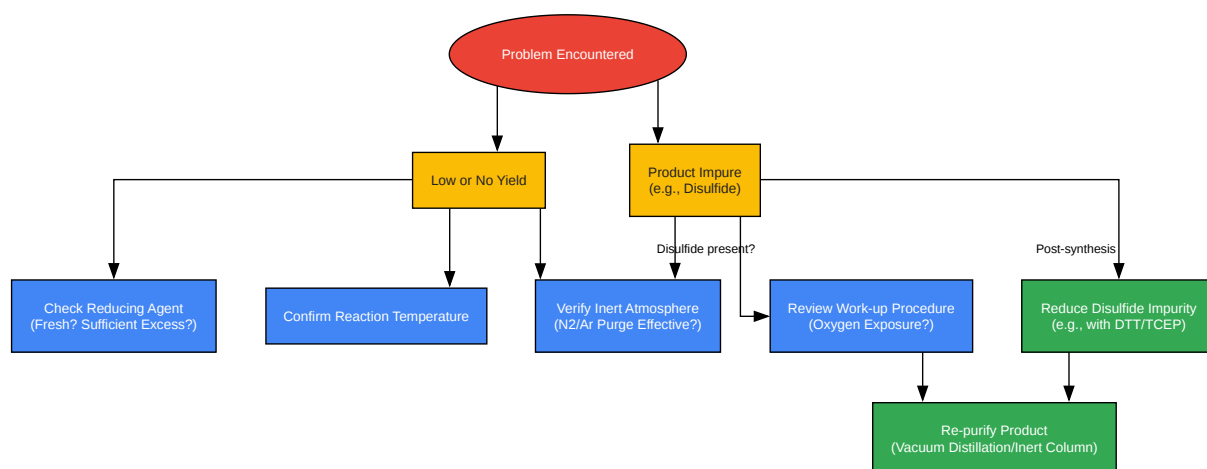 Problem Encountered
Low or No Yield
Product Impure
(e.g., Disulfide)
Disulfide present?
Post-synthesis
Check Reducing Agent
(Fresh? Sufficient Excess?)
Confirm Reaction Temperature
Verify Inert Atmosphere
(N2/Ar Purge Effective?)
Review Work-up Procedure
(Oxygen Exposure?)
Reduce Disulfide Impurity
(e.g., with DTT/TCEP)
Re-purify Product
(Vacuum Distillation/Inert Column)